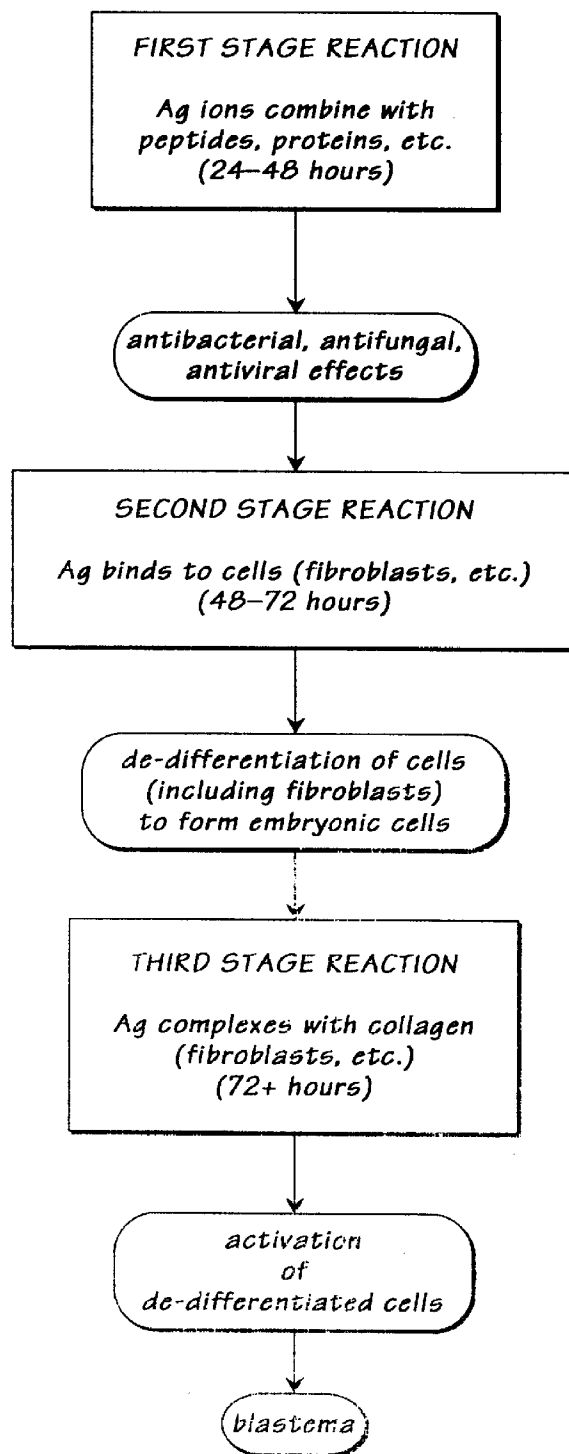 FIRST STAGE REACTION
Ag ions combine with
peptides, proteins, etc.
(24–48 hours)
antibacterial, antifungal,
antiviral effects
SECOND STAGE REACTION
Ag binds to cells (fibroblasts, etc.)
(48–72 hours)
de-differentiation of cells
(including fibroblasts)
to form embryonic cells
THIRD STAGE REACTION
Ag complexes with collagen
(fibroblasts, etc.)
(72+ hours)
activation
of
de-differentiated cells
blastema